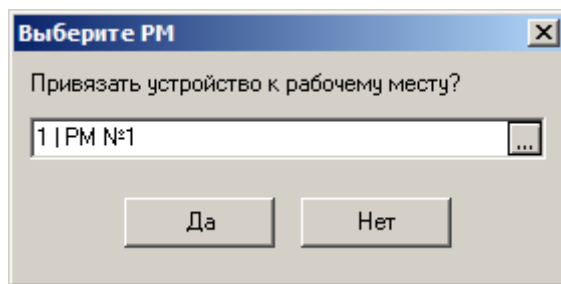 Выберите РМ
Привязать устройство к рабочему месту?
1 | РМ №1
...
Да
Нет